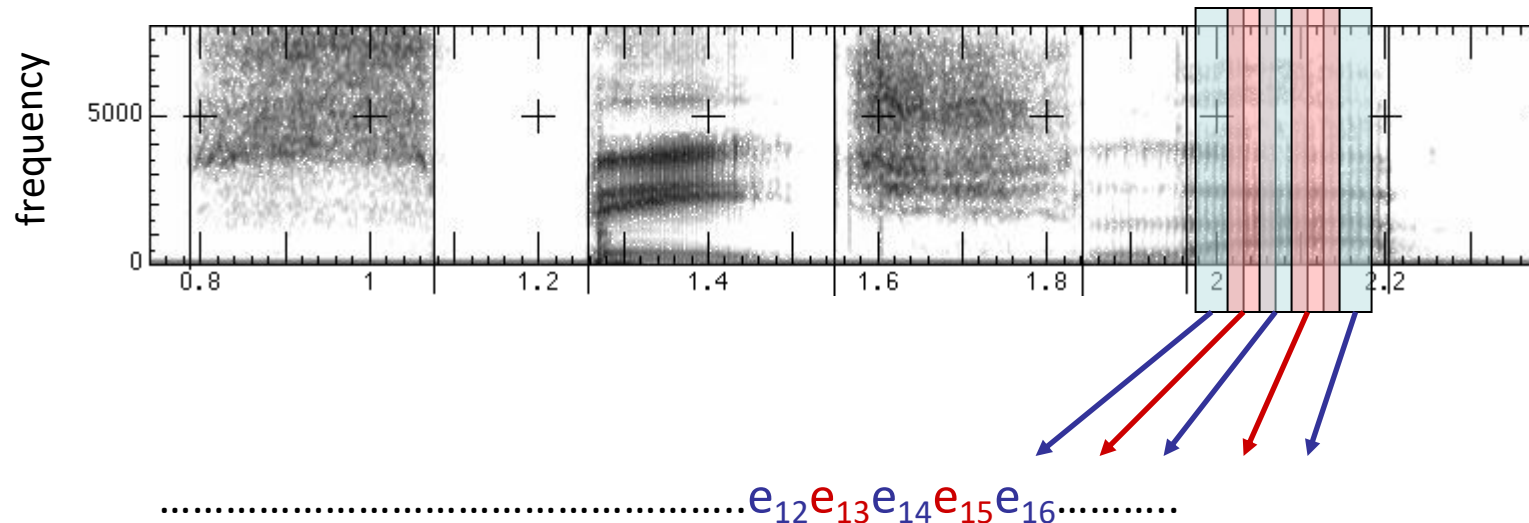 frequency
5000
0
0.8 1 1.2 1.4 1.6 1.8 2 2.2
..............................................e₁₂e₁₃e₁₄e₁₅e₁₆..........